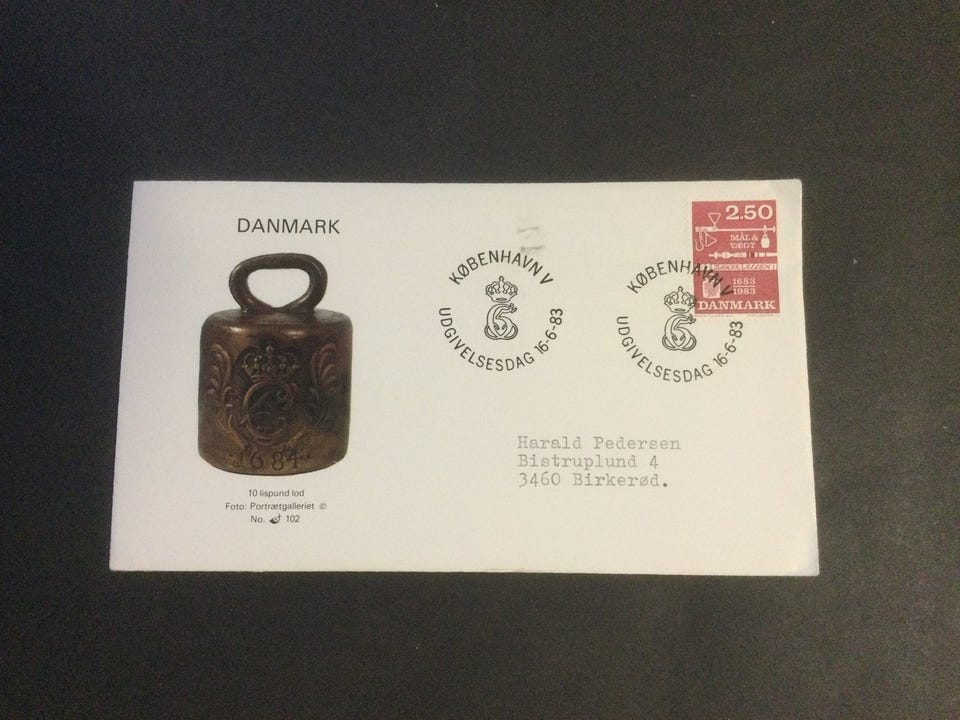 DANMARK
1684
10 lispund lod
Foto: Portrætgalleriet ©
No. 102
KØBENHAVN V
UDGIVELSESDAG 16-6-83
KØBENHAVN V
UDGIVELSESDAG 16-6-83
2.50
MÅL &
VÆGT
1683
1983
DANMARK
Harald Pedersen
Bistruplund 4
3460 Birkerød.